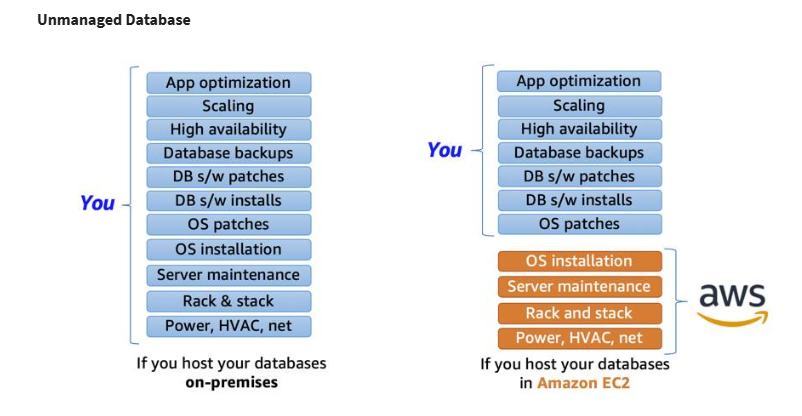 Unmanaged Database
You
App optimization
Scaling
High availability
Database backups
DB s/w patches
DB s/w installs
OS patches
OS installation
Server maintenance
Rack & stack
Power, HVAC, net
If you host your databases
on-premises
You
App optimization
Scaling
High availability
Database backups
DB s/w patches
DB s/w installs
OS patches
OS installation
Server maintenance
Rack and stack
Power, HVAC, net
aws
If you host your databases
in Amazon EC2